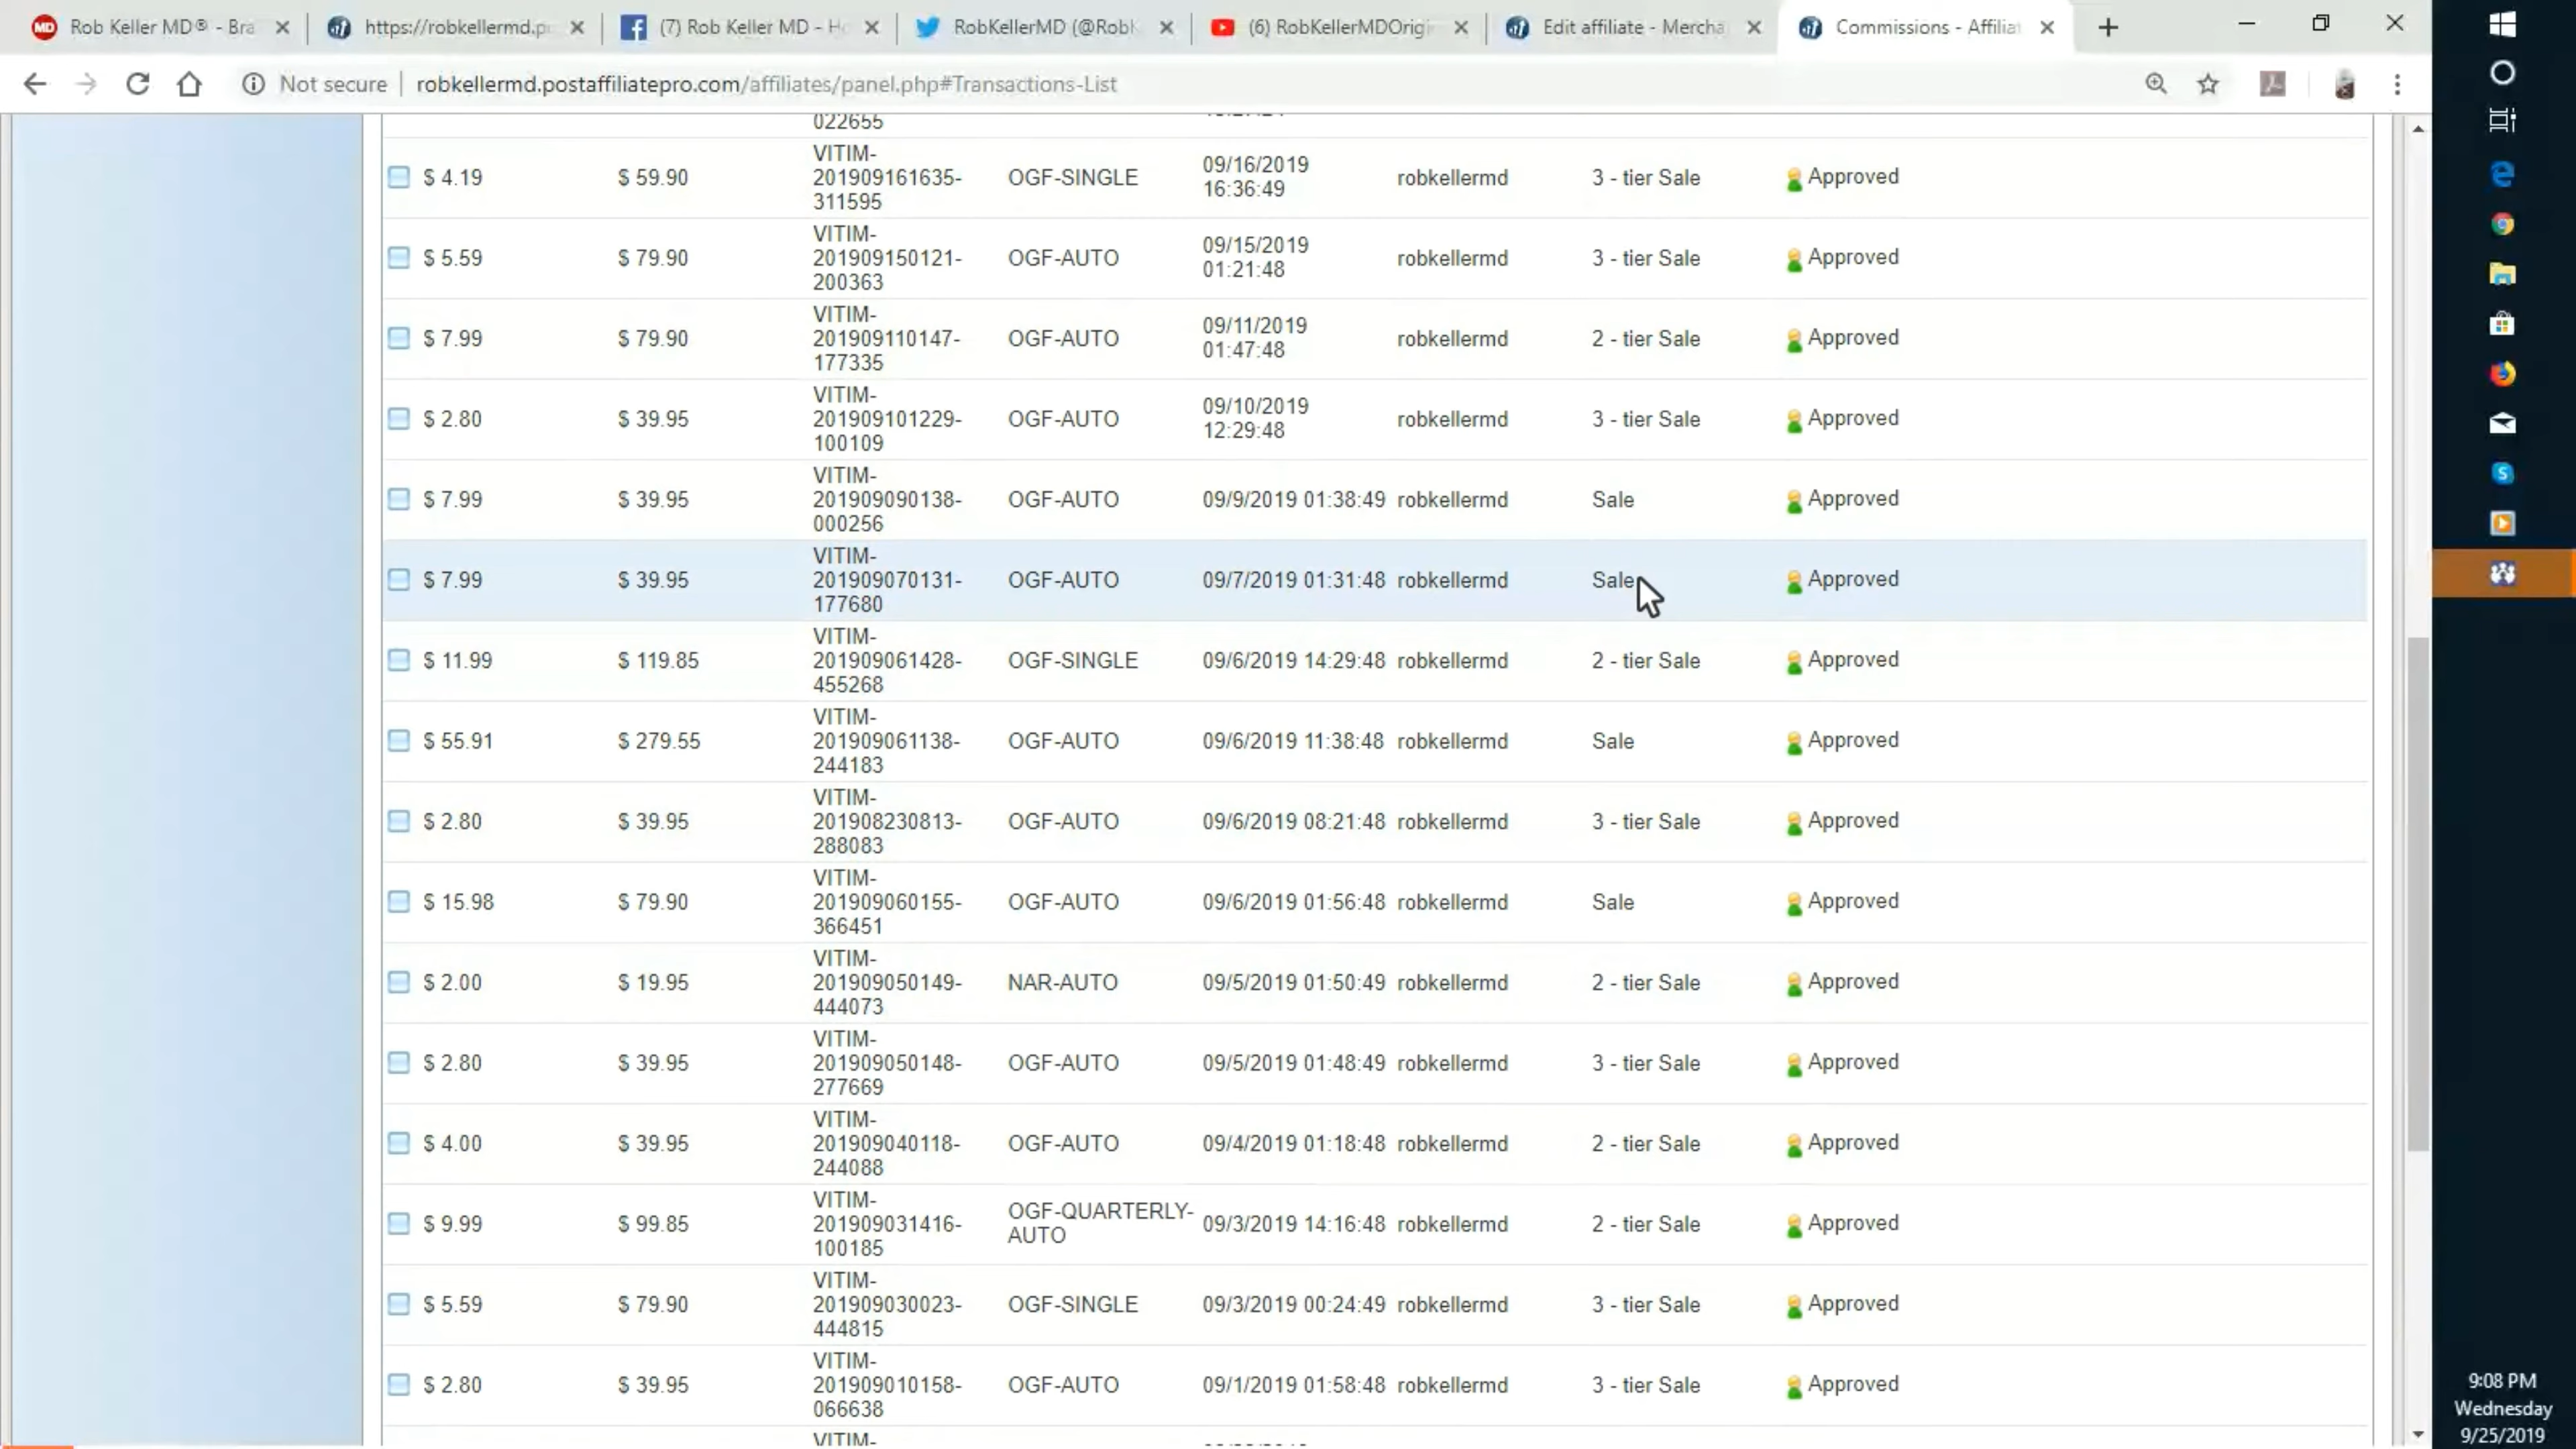 Rob Keller MD® - Bra
https://robkellermd.p
(7) Rob Keller MD - Ho
RobKellerMD (@RobK
(6) RobKellerMDOrigi
Edit affiliate - Mercha
Commissions - Affiliat
Not secure | robkellermd.postaffiliatepro.com/affiliates/panel.php#Transactions-List
022655
$ 4.19 $ 59.90 VITIM-201909161635-311595 OGF-SINGLE 09/16/2019 16:36:49 robkellermd 3 - tier Sale Approved
$ 5.59 $ 79.90 VITIM-201909150121-200363 OGF-AUTO 09/15/2019 01:21:48 robkellermd 3 - tier Sale Approved
$ 7.99 $ 79.90 VITIM-201909110147-177335 OGF-AUTO 09/11/2019 01:47:48 robkellermd 2 - tier Sale Approved
$ 2.80 $ 39.95 VITIM-201909101229-100109 OGF-AUTO 09/10/2019 12:29:48 robkellermd 3 - tier Sale Approved
$ 7.99 $ 39.95 VITIM-201909090138-000256 OGF-AUTO 09/9/2019 01:38:49 robkellermd Sale Approved
$ 7.99 $ 39.95 VITIM-201909070131-177680 OGF-AUTO 09/7/2019 01:31:48 robkellermd Sale Approved
$ 11.99 $ 119.85 VITIM-201909061428-455268 OGF-SINGLE 09/6/2019 14:29:48 robkellermd 2 - tier Sale Approved
$ 55.91 $ 279.55 VITIM-201909061138-244183 OGF-AUTO 09/6/2019 11:38:48 robkellermd Sale Approved
$ 2.80 $ 39.95 VITIM-201908230813-288083 OGF-AUTO 09/6/2019 08:21:48 robkellermd 3 - tier Sale Approved
$ 15.98 $ 79.90 VITIM-201909060155-366451 OGF-AUTO 09/6/2019 01:56:48 robkellermd Sale Approved
$ 2.00 $ 19.95 VITIM-201909050149-444073 NAR-AUTO 09/5/2019 01:50:49 robkellermd 2 - tier Sale Approved
$ 2.80 $ 39.95 VITIM-201909050148-277669 OGF-AUTO 09/5/2019 01:48:49 robkellermd 3 - tier Sale Approved
$ 4.00 $ 39.95 VITIM-201909040118-244088 OGF-AUTO 09/4/2019 01:18:48 robkellermd 2 - tier Sale Approved
$ 9.99 $ 99.85 VITIM-201909031416-100185 OGF-QUARTERLY-AUTO 09/3/2019 14:16:48 robkellermd 2 - tier Sale Approved
$ 5.59 $ 79.90 VITIM-201909030023-444815 OGF-SINGLE 09/3/2019 00:24:49 robkellermd 3 - tier Sale Approved
$ 2.80 $ 39.95 VITIM-201909010158-066638 OGF-AUTO 09/1/2019 01:58:48 robkellermd 3 - tier Sale Approved
VITIM-
9:08 PM
Wednesday
9/25/2019